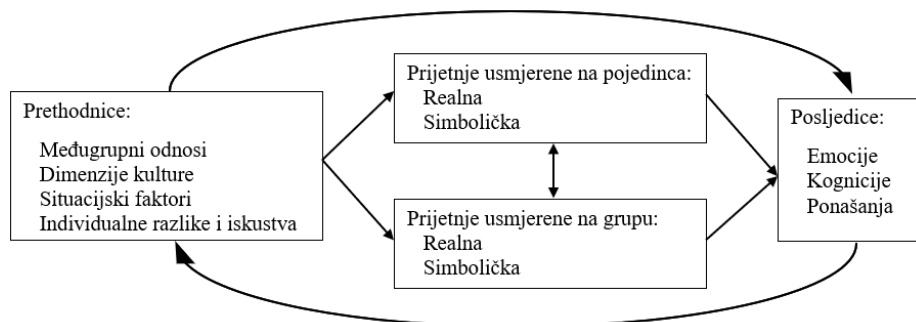 Prethodnice:
Međugrupni odnosi
Dimenzije kulture
Situacijski faktori
Individualne razlike i iskustva
Prijetnje usmjerene na pojedinca:
Realna
Simbolička
Prijetnje usmjerene na grupu:
Realna
Simbolička
Posljedice:
Emocije
Kognicije
Ponašanja